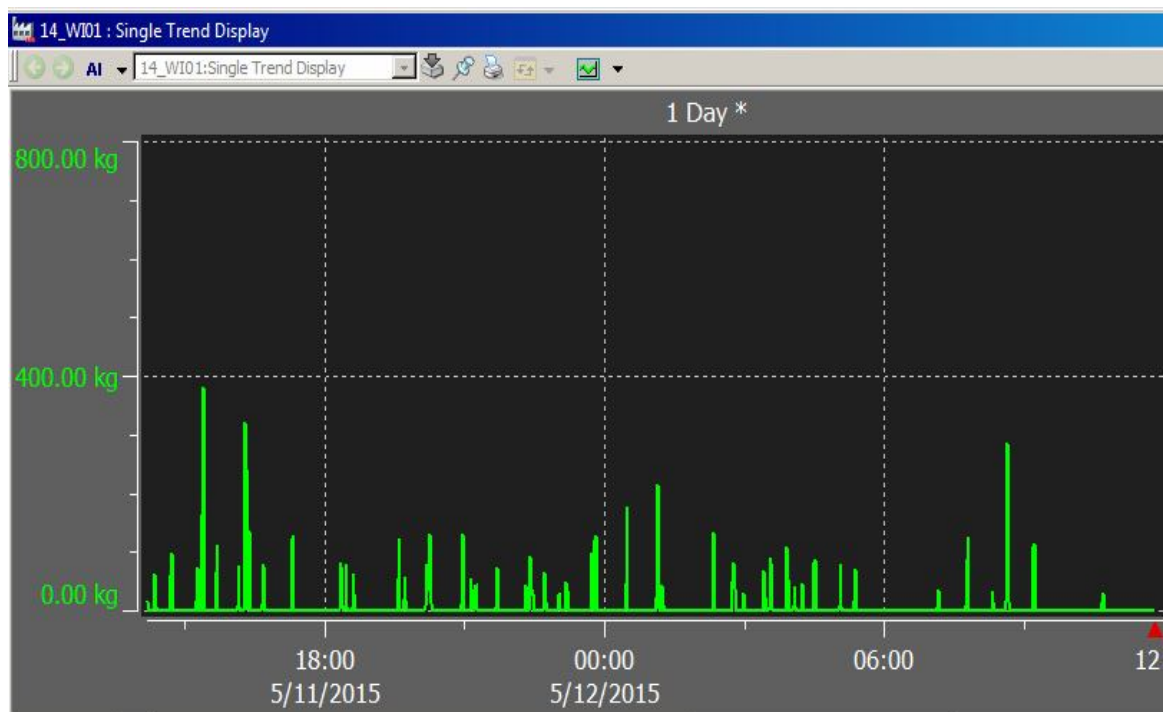 14_WI01 : Single Trend Display
AI 14_WI01:Single Trend Display
1 Day *
800.00 kg
400.00 kg
0.00 kg
18:00 00:00 06:00 12
5/11/2015 5/12/2015